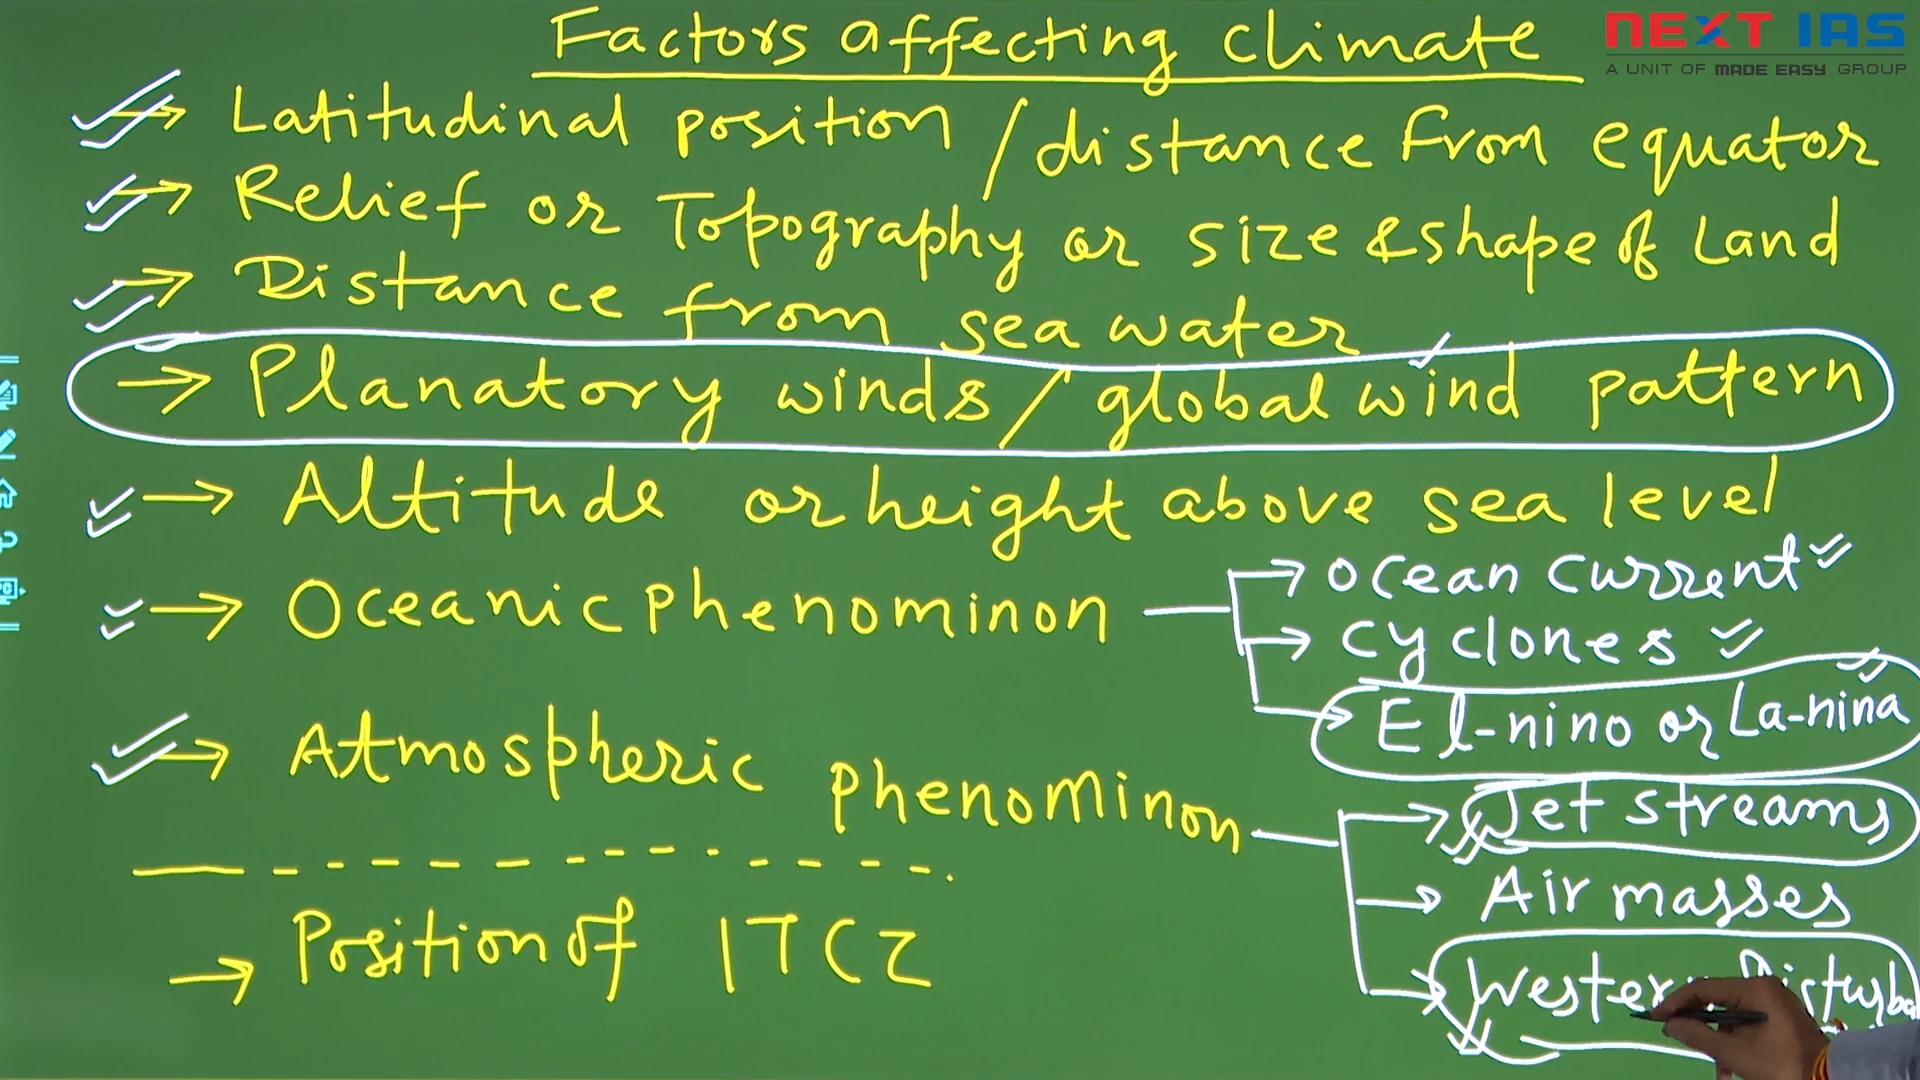 Factors affecting climate
NEXT IAS
A UNIT OF MADE EASY GROUP
→ Latitudinal position / distance from equator
→ Relief or Topography or size & shape of Land
→ Distance from sea water
→ Planatory winds / global wind pattern
→ Altitude or height above sea level
→ Oceanic phenominon
→ Ocean current
→ Cyclones
→ El-nino or La-nina
→ Atmospheric phenominon
→ Jet streams
→ Air masses
→ Western
→ Position of ITCZ